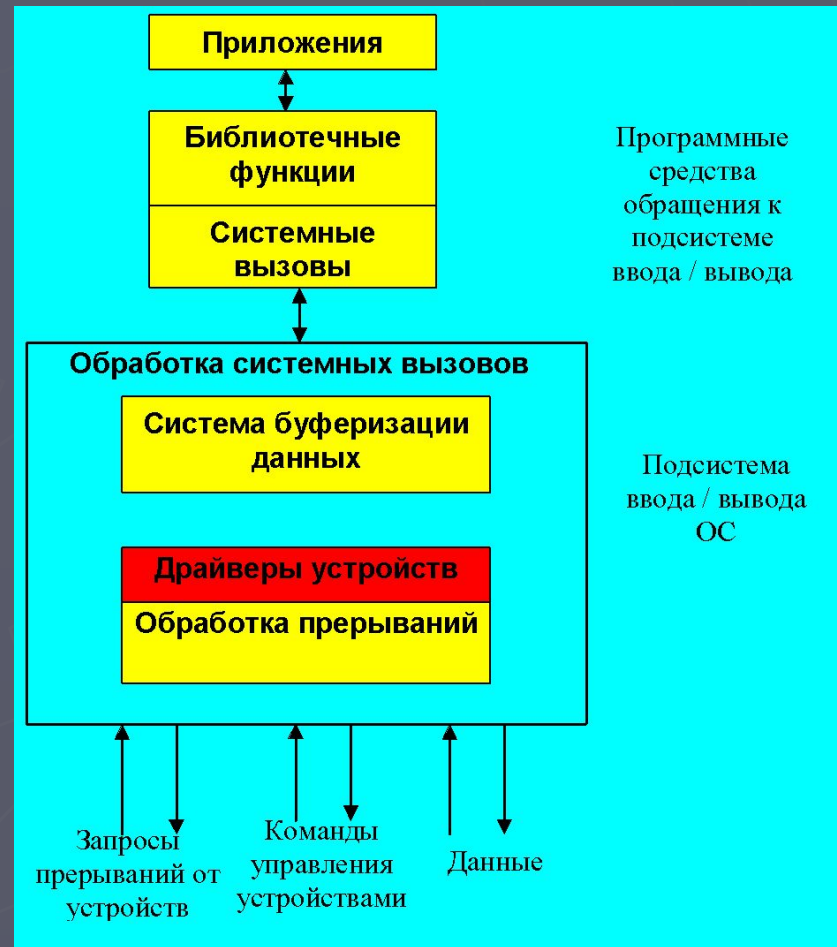 Приложения
Библиотечные
функции
Системные
вызовы
Программные
средства
обращения к
подсистеме
ввода / вывода
Обработка системных вызовов
Система буферизации
данных
Драйверы устройств
Обработка прерываний
Подсистема
ввода / вывода
ОС
Запросы
прерываний от
устройств
Команды
управления
устройствами
Данные